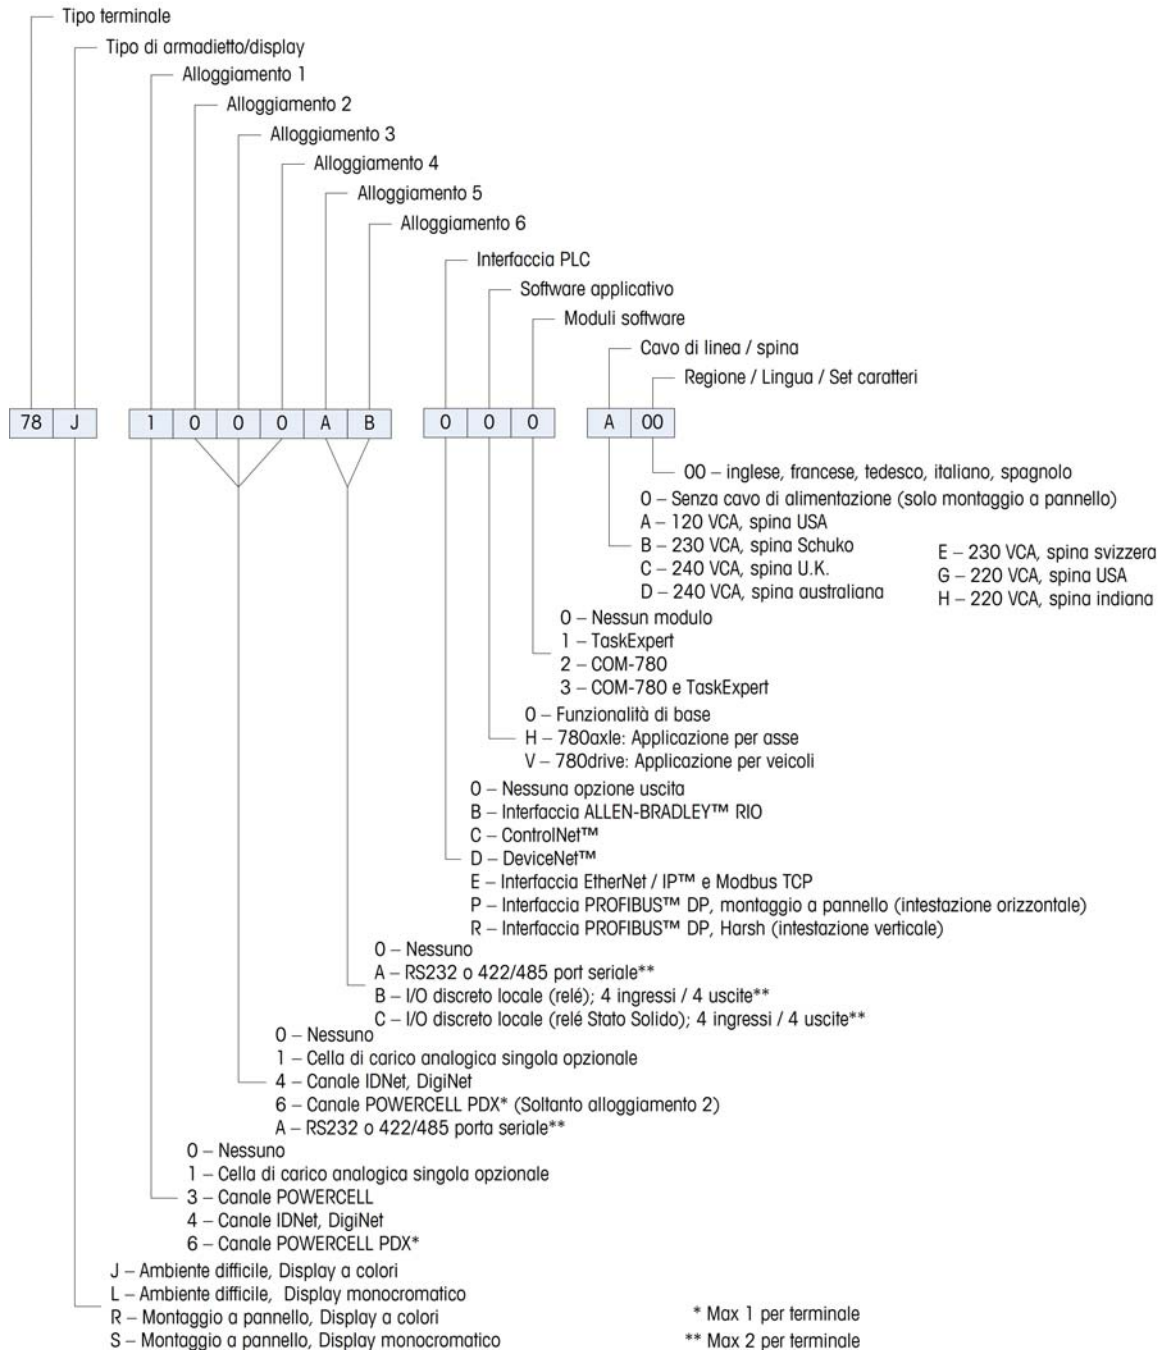 Tipo terminale
Tipo di armadietto/display
Alloggiamento 1
Alloggiamento 2
Alloggiamento 3
Alloggiamento 4
Alloggiamento 5
Alloggiamento 6
Interfaccia PLC
Software applicativo
Moduli software
Cavo di linea / spina
Regione / Lingua / Set caratteri
78 J 1 0 0 0 A B 0 0 0 A 00
00 – inglese, francese, tedesco, italiano, spagnolo
0 – Senza cavo di alimentazione (solo montaggio a pannello)
A – 120 VCA, spina USA
B – 230 VCA, spina Schuko
C – 240 VCA, spina U.K.
D – 240 VCA, spina australiana
E – 230 VCA, spina svizzera
G – 220 VCA, spina USA
H – 220 VCA, spina indiana
0 – Nessun modulo
1 – TaskExpert
2 – COM-780
3 – COM-780 e TaskExpert
0 – Funzionalità di base
H – 780axle: Applicazione per asse
V – 780drive: Applicazione per veicoli
0 – Nessuna opzione uscita
B – Interfaccia ALLEN-BRADLEY™ RIO
C – ControlNet™
D – DeviceNet™
E – Interfaccia EtherNet / IP™ e Modbus TCP
P – Interfaccia PROFIBUS™ DP, montaggio a pannello (intestazione orizzontale)
R – Interfaccia PROFIBUS™ DP, Harsh (intestazione verticale)
0 – Nessuno
A – RS232 o 422/485 port seriale**
B – I/O discreto locale (relé); 4 ingressi / 4 uscite**
C – I/O discreto locale (relé Stato Solido); 4 ingressi / 4 uscite**
0 – Nessuno
1 – Cella di carico analogica singola opzionale
4 – Canale IDNet, DigiNet
6 – Canale POWERCELL PDX* (Soltanto alloggiamento 2)
A – RS232 o 422/485 porta seriale**
0 – Nessuno
1 – Cella di carico analogica singola opzionale
3 – Canale POWERCELL
4 – Canale IDNet, DigiNet
6 – Canale POWERCELL PDX*
J – Ambiente difficile, Display a colori
L – Ambiente difficile, Display monocromatico
R – Montaggio a pannello, Display a colori
S – Montaggio a pannello, Display monocromatico
* Max 1 per terminale
** Max 2 per terminale